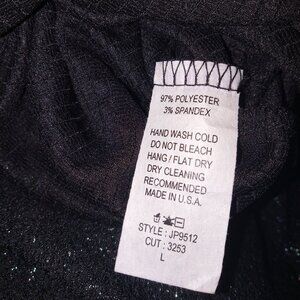 97% POLYESTER
3% SPANDEX
HAND WASH COLD
DO NOT BLEACH
HANG / FLAT DRY
DRY CLEANING
RECOMMENDED
MADE IN U.S.A.
STYLE : JP9512
CUT : 3253
L